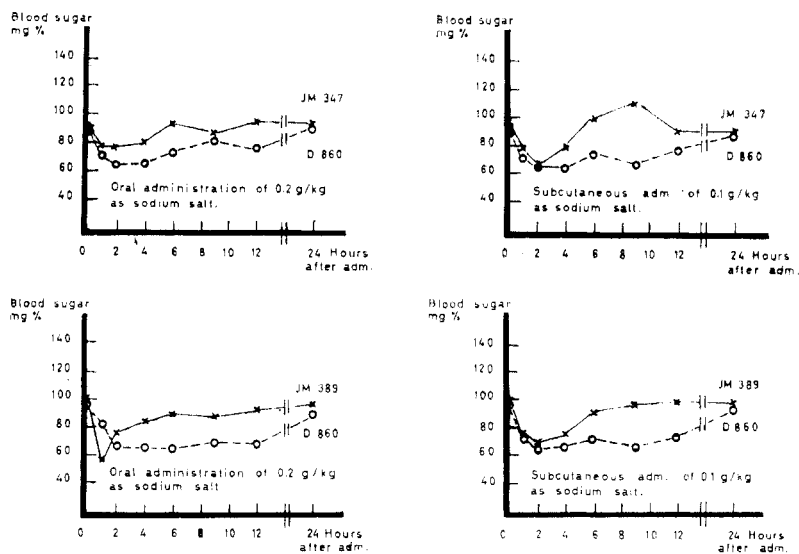 Blood sugar
mg %
140
120
100
80
60
40
JM 347
D 860
Oral administration of 0.2 g/kg
as sodium salt.
0 2 4 6 8 10 12 24 Hours
after adm.
Blood sugar
mg %
140
120
100
80
60
40
JM 347
D 860
Subcutaneous adm. of 0.1 g/kg
as sodium salt.
0 2 4 6 8 10 12 24 Hours
after adm.
Blood sugar
mg %
140
120
100
80
60
40
JM 389
D 860
Oral administration of 0.2 g/kg
as sodium salt
0 2 4 6 8 10 12 24 Hours
after adm.
Blood sugar
mg %
140
120
100
80
60
40
JM 389
D 860
Subcutaneous adm. of 0.1 g/kg
as sodium salt.
0 2 4 6 8 10 12 24 Hours
after adm.